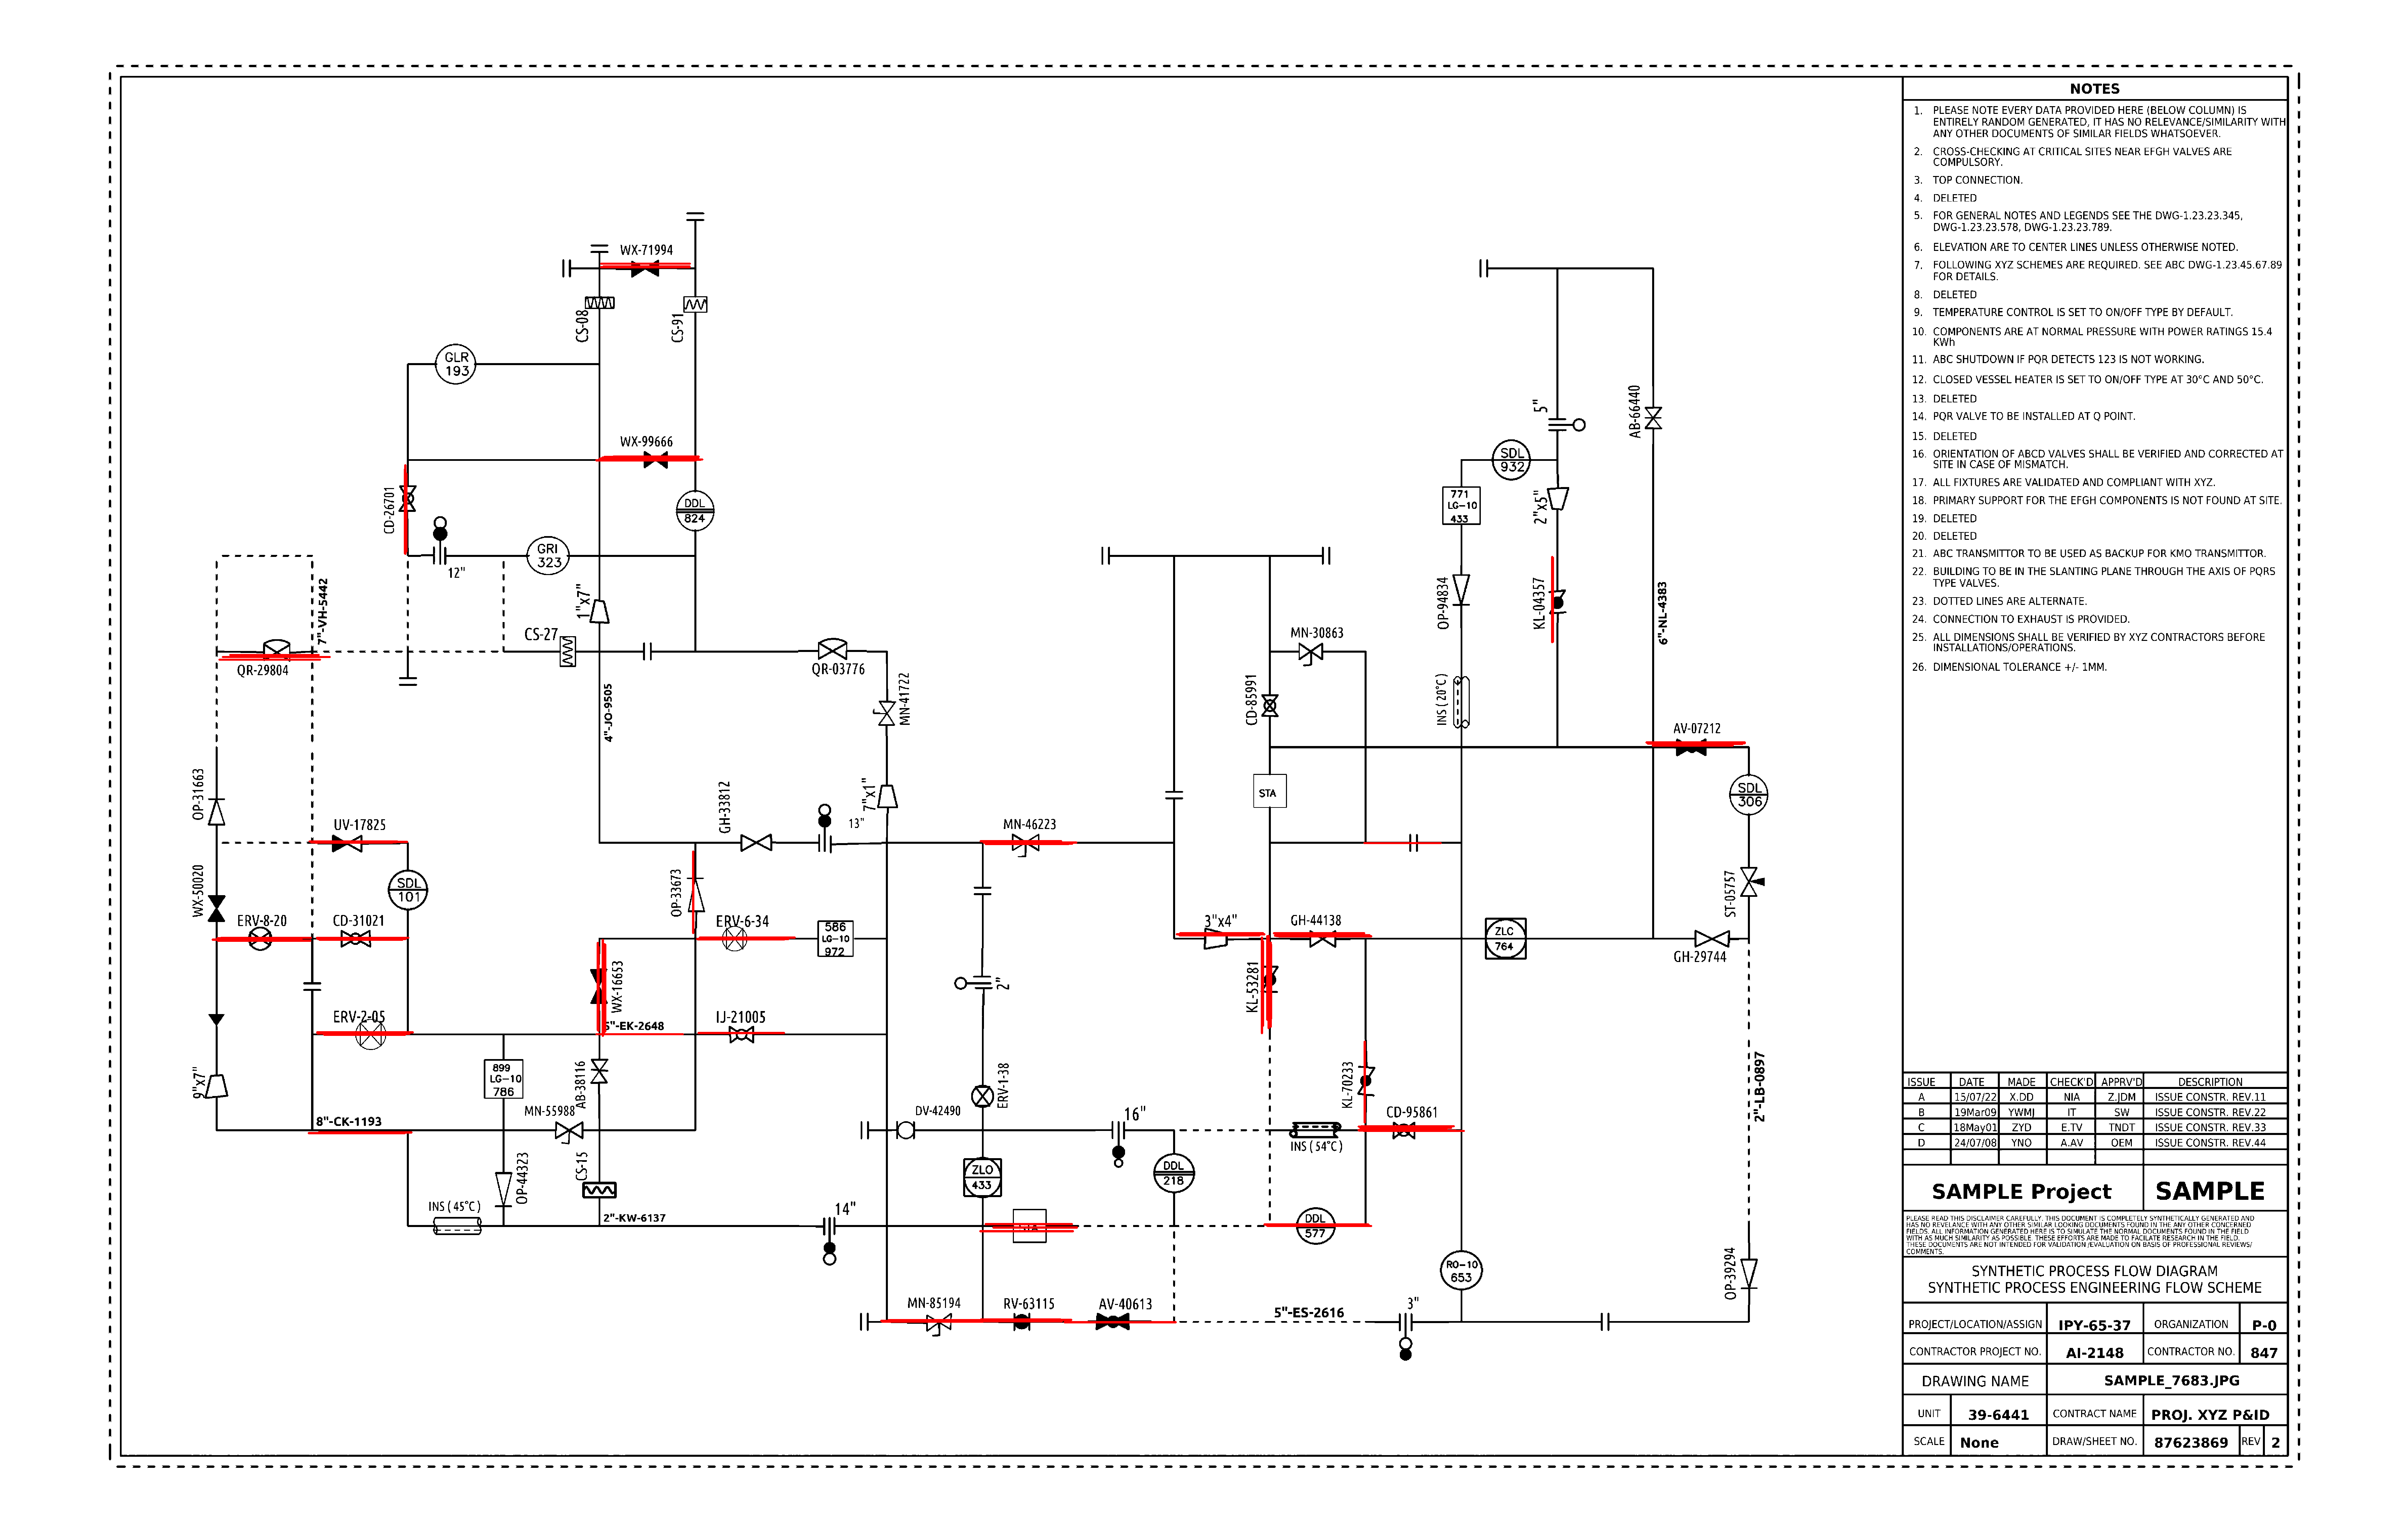 WX-71994
CS-08
CS-91
GLR
193
WX-99666
CD-26701
DDL
824
GRI
323
12"
1"x7"
7"-VH-5442
QR-29804
CS-27
QR-03776
4"-JO-9505
MN-41722
7"x1"
OP-31663
UV-17825
GH-33812
13"
MN-46223
SDL
101
WX-50020
OP-33673
ERV-8-20
CD-31021
ERV-6-34
586
LG-10
972
WX-16653
2"
ERV-2-05
"-EK-2648
IJ-21005
899
LG-10
786
9"x7"
AB-38116
ERV-1-38
MN-55988
DV-42490
16"
8"-CK-1193
CS-15
OP-44323
ZLO
433
DDL
218
INS (45°C)
2"-KW-6137
14"
MN-85194
RV-63115
AV-40613
5"-ES-2616
3"
5"
AB-66440
SDL
932
771
LG-10
433
2"x5"
OP-94834
KL-04357
6"-NL-4383
MN-30863
CD-85991
INS (20°C)
AV-07212
STA
SDL
306
ST-05757
3"x4"
GH-44138
ZLC
764
GH-29744
KL-53281
KL-70233
CD-95861
INS (54°C)
2"-LB-0897
DDL
577
RO-10
653
OP-39294
NOTES
1. PLEASE NOTE EVERY DATA PROVIDED HERE (BELOW COLUMN) IS
ENTIRELY RANDOM GENERATED, IT HAS NO RELEVANCE/SIMILARITY WITH
ANY OTHER DOCUMENTS OF SIMILAR FIELDS WHATSOEVER.
2. CROSS-CHECKING AT CRITICAL SITES NEAR EFGH VALVES ARE
COMPULSORY.
3. TOP CONNECTION.
4. DELETED
5. FOR GENERAL NOTES AND LEGENDS SEE THE DWG-1.23.23.345,
DWG-1.23.23.578, DWG-1.23.23.789.
6. ELEVATION ARE TO CENTER LINES UNLESS OTHERWISE NOTED.
7. FOLLOWING XYZ SCHEMES ARE REQUIRED. SEE ABC DWG-1.23.45.67.89
FOR DETAILS.
8. DELETED
9. TEMPERATURE CONTROL IS SET TO ON/OFF TYPE BY DEFAULT.
10. COMPONENTS ARE AT NORMAL PRESSURE WITH POWER RATINGS 15.4
KWh
11. ABC SHUTDOWN IF PQR DETECTS 123 IS NOT WORKING.
12. CLOSED VESSEL HEATER IS SET TO ON/OFF TYPE AT 30°C AND 50°C.
13. DELETED
14. PQR VALVE TO BE INSTALLED AT Q POINT.
15. DELETED
16. ORIENTATION OF ABCD VALVES SHALL BE VERIFIED AND CORRECTED AT
SITE IN CASE OF MISMATCH.
17. ALL FIXTURES ARE VALIDATED AND COMPLIANT WITH XYZ.
18. PRIMARY SUPPORT FOR THE EFGH COMPONENTS IS NOT FOUND AT SITE.
19. DELETED
20. DELETED
21. ABC TRANSMITTOR TO BE USED AS BACKUP FOR KMO TRANSMITTOR.
22. BUILDING TO BE IN THE SLANTING PLANE THROUGH THE AXIS OF PQRS
TYPE VALVES.
23. DOTTED LINES ARE ALTERNATE.
24. CONNECTION TO EXHAUST IS PROVIDED.
25. ALL DIMENSIONS SHALL BE VERIFIED BY XYZ CONTRACTORS BEFORE
INSTALLATIONS/OPERATIONS.
26. DIMENSIONAL TOLERANCE +/- 1MM.
ISSUE DATE MADE CHECK'D APPRV'D DESCRIPTION
A 15/07/22 X.DD NIA Z.JDM ISSUE CONSTR. REV.11
B 19Mar09 YWMJ IT SW ISSUE CONSTR. REV.22
C 18May01 ZYD E.TV TNDT ISSUE CONSTR. REV.33
D 24/07/08 YNO A.AV OEM ISSUE CONSTR. REV.44
SAMPLE Project SAMPLE
PLEASE READ THIS DISCLAIMER CAREFULLY. THIS DOCUMENT IS COMPLETELY SYNTHETICALLY GENERATED AND
HAS NO REVELANCE WITH ANY OTHER SIMILAR LOOKING DOCUMENTS FOUND IN THE ANY OTHER CONCERNED
FIELDS. ALL INFORMATION GENERATED HERE IS TO SIMULATE THE NORMAL DOCUMENTS FOUND IN THE FIELD
WITH AS MUCH SIMILARITY AS POSSIBLE. THESE EFFORTS ARE MADE TO FACILATE RESEARCH IN THE FIELD.
THESE DOCUMENTS ARE NOT INTENDED FOR VALIDATION /EVALUATION ON BASIS OF PROFESSIONAL REVIEWS/
COMMENTS.
SYNTHETIC PROCESS FLOW DIAGRAM
SYNTHETIC PROCESS ENGINEERING FLOW SCHEME
PROJECT/LOCATION/ASSIGN IPY-65-37 ORGANIZATION P-0
CONTRACTOR PROJECT NO. AI-2148 CONTRACTOR NO. 847
DRAWING NAME SAMPLE_7683.JPG
UNIT 39-6441 CONTRACT NAME PROJ. XYZ P&ID
SCALE None DRAW/SHEET NO. 87623869 REV 2